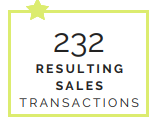 232
RESULTING
SALES
TRANSACTIONS